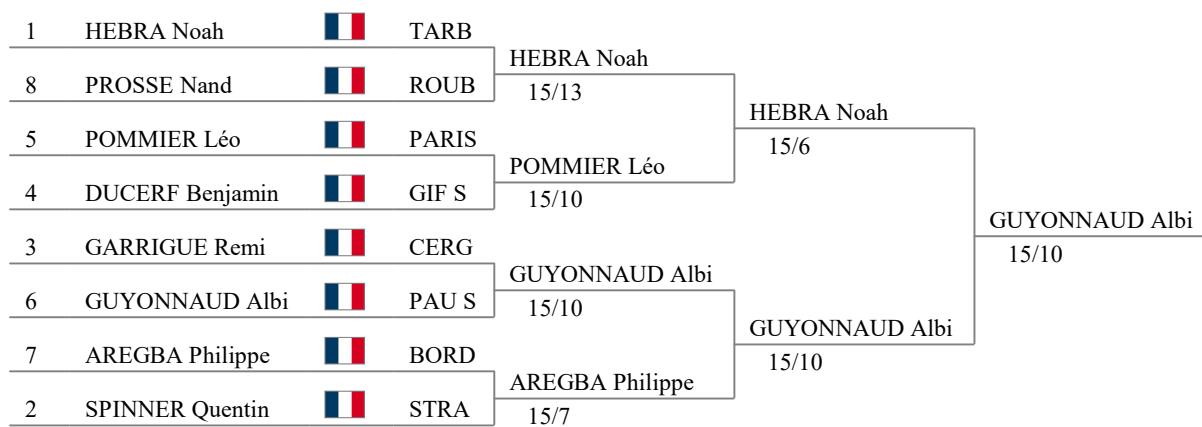 1 HEBRA Noah TARB
HEBRA Noah
8 PROSSE Nand ROUB
15/13
HEBRA Noah
5 POMMIER Léo PARIS
15/6
POMMIER Léo
4 DUCERF Benjamin GIF S
15/10
GUYONNAUD Albi
3 GARRIGUE Remi CERG
15/10
GUYONNAUD Albi
6 GUYONNAUD Albi PAU S
15/10
GUYONNAUD Albi
7 AREGBA Philippe BORD
15/10
AREGBA Philippe
2 SPINNER Quentin STRA
15/7